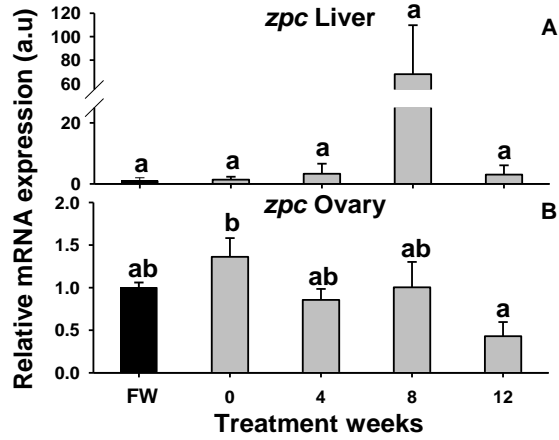 zpc Liver
A
120
100
80
60
20
0
a
a
a
a
a
Relative mRNA expression (a.u)
zpc Ovary
B
2.0
1.5
1.0
0.5
0.0
ab
b
ab
ab
a
FW
0
4
8
12
Treatment weeks